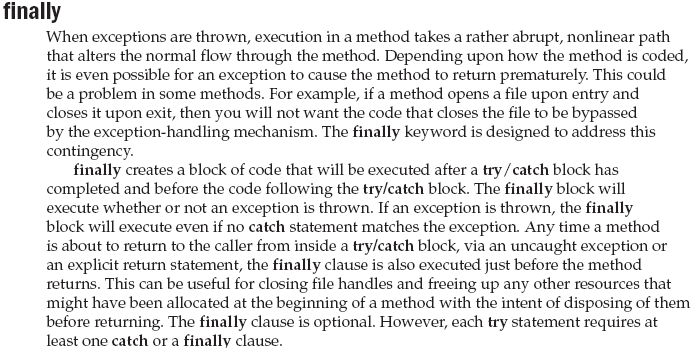 finally
When exceptions are thrown, execution in a method takes a rather abrupt, nonlinear path
that alters the normal flow through the method. Depending upon how the method is coded,
it is even possible for an exception to cause the method to return prematurely. This could
be a problem in some methods. For example, if a method opens a file upon entry and
closes it upon exit, then you will not want the code that closes the file to be bypassed
by the exception-handling mechanism. The finally keyword is designed to address this
contingency.
finally creates a block of code that will be executed after a try/catch block has
completed and before the code following the try/catch block. The finally block will
execute whether or not an exception is thrown. If an exception is thrown, the finally
block will execute even if no catch statement matches the exception. Any time a method
is about to return to the caller from inside a try/catch block, via an uncaught exception or
an explicit return statement, the finally clause is also executed just before the method
returns. This can be useful for closing file handles and freeing up any other resources that
might have been allocated at the beginning of a method with the intent of disposing of them
before returning. The finally clause is optional. However, each try statement requires at
least one catch or a finally clause.